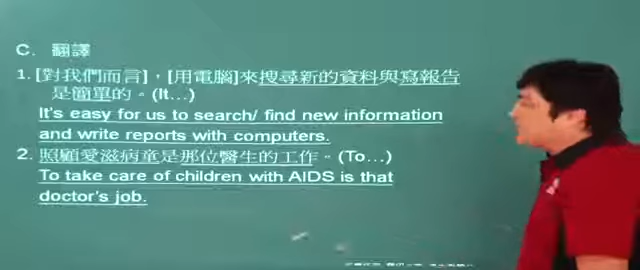 C. 翻譯
1. [對我們而言]，[用電腦]來搜尋新的資料與寫報告
是簡單的。(It…)
It's easy for us to search/ find new information
and write reports with computers.
2. 照顧愛滋病童是那位醫生的工作。(To…)
To take care of children with AIDS is that
doctor's job.